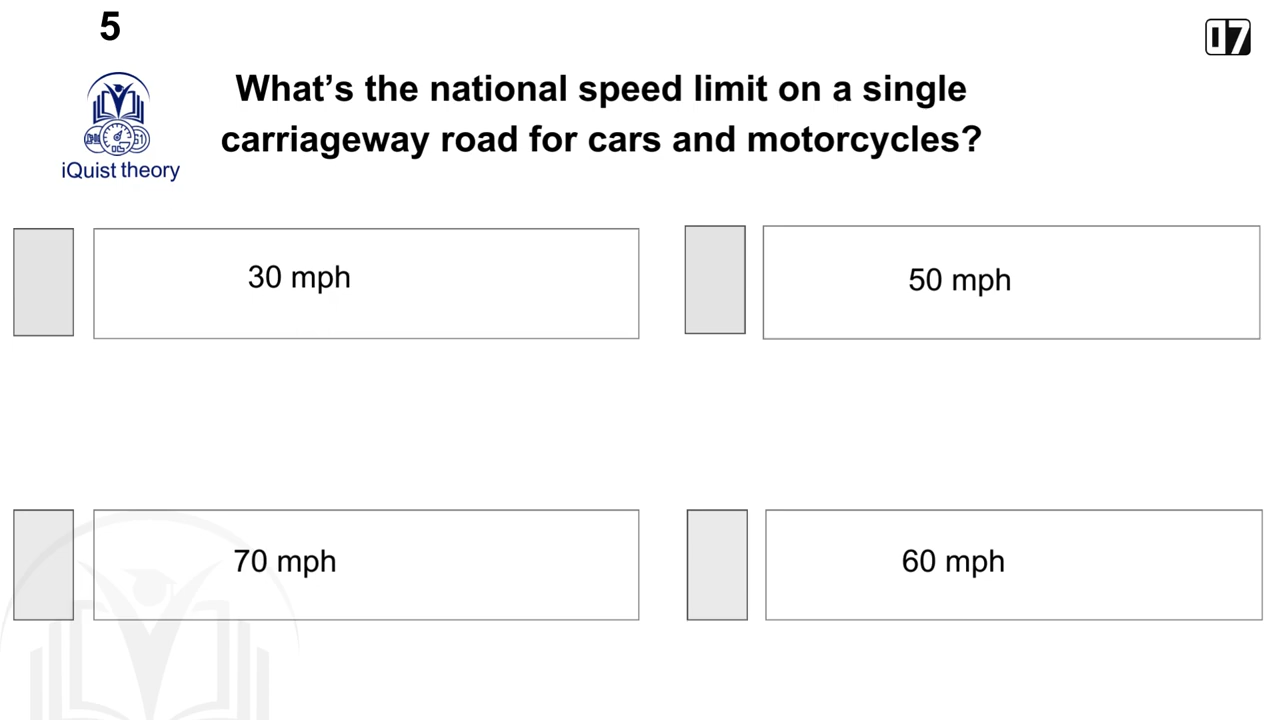 5
07
What’s the national speed limit on a single
carriageway road for cars and motorcycles?
iQuist theory
30 mph
50 mph
70 mph
60 mph